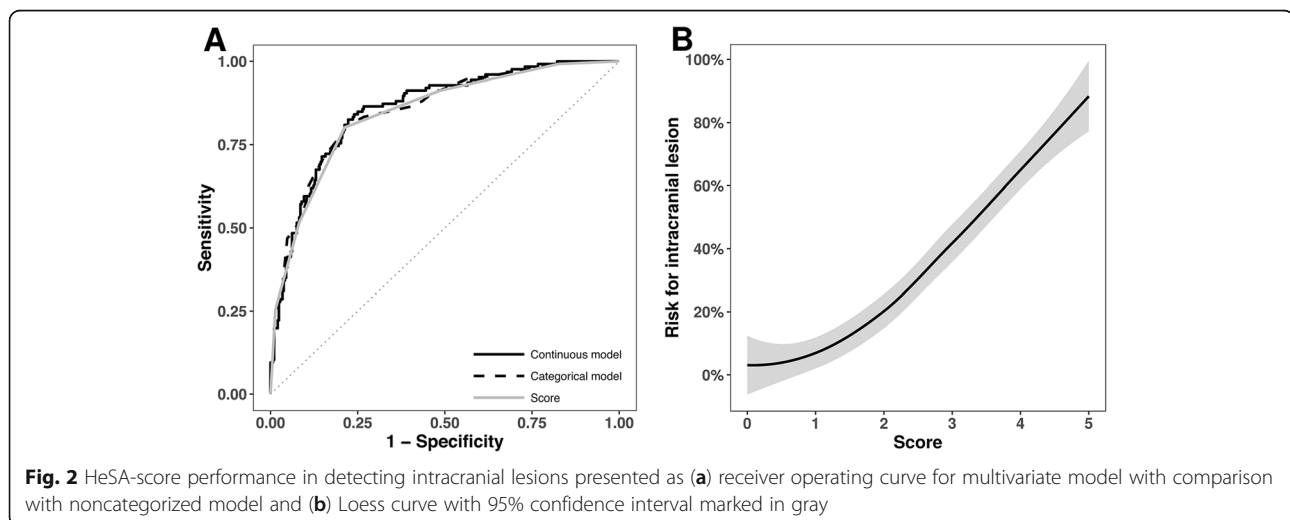 A
1.00
0.75
0.50
0.25
0.00
Sensitivity
Continuous model
Categorical model
Score
0.00 0.25 0.50 0.75 1.00
1 – Specificity
B
100%
80%
60%
40%
20%
0%
Risk for intracranial lesion
0 1 2 3 4 5
Score
Fig. 2 HeSA-score performance in detecting intracranial lesions presented as (a) receiver operating curve for multivariate model with comparison
with noncategorized model and (b) Loess curve with 95% confidence interval marked in gray